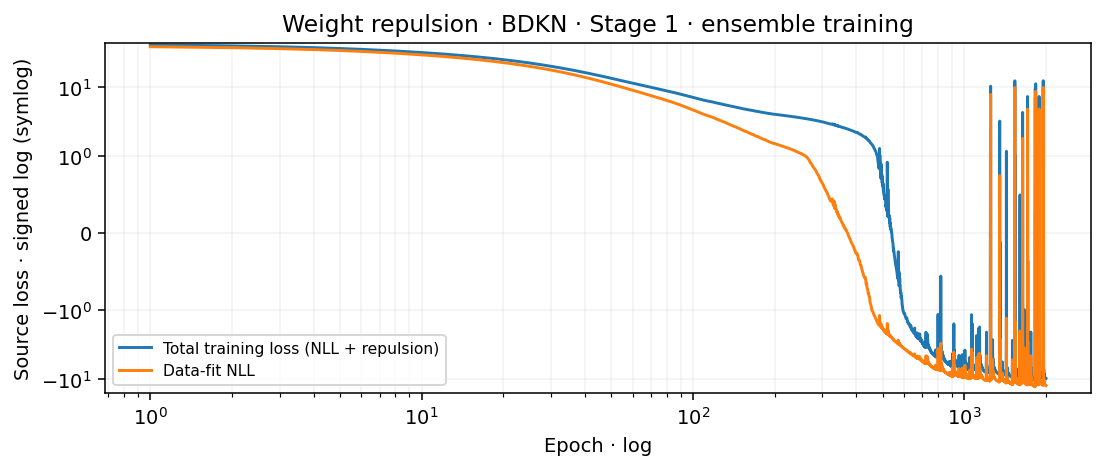 Weight repulsion · BDKN · Stage 1 · ensemble training
Source loss · signed log (symlog)
10¹
10⁰
0
−10⁰
−10¹
Total training loss (NLL + repulsion)
Data-fit NLL
10⁰
10¹
10²
10³
Epoch · log